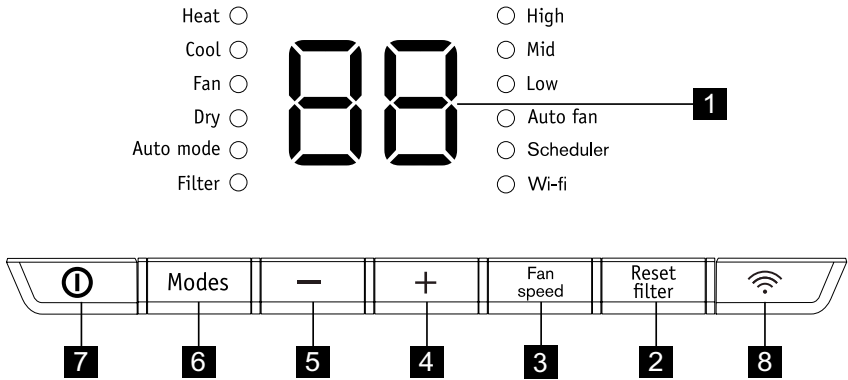 Heat
Cool
Fan
Dry
Auto mode
Filter
88
High
Mid
Low
Auto fan
Scheduler
Wi-fi
1
Modes
−
+
Fan
speed
Reset
filter
7
6
5
4
3
2
8